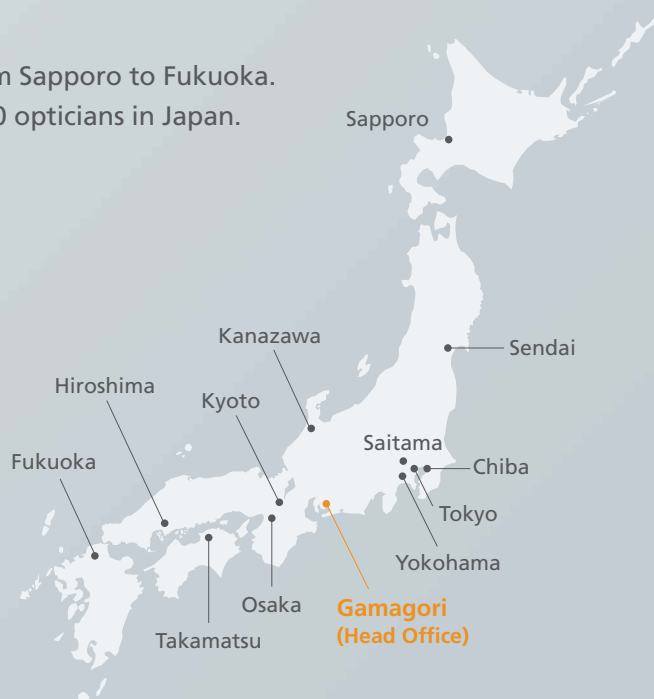 Sapporo to Fukuoka.
opticians in Japan.
Sapporo
Kanazawa
Sendai
Hiroshima
Kyoto
Saitama
Fukuoka
Chiba
Tokyo
Yokohama
Osaka
Gamagori
(Head Office)
Takamatsu